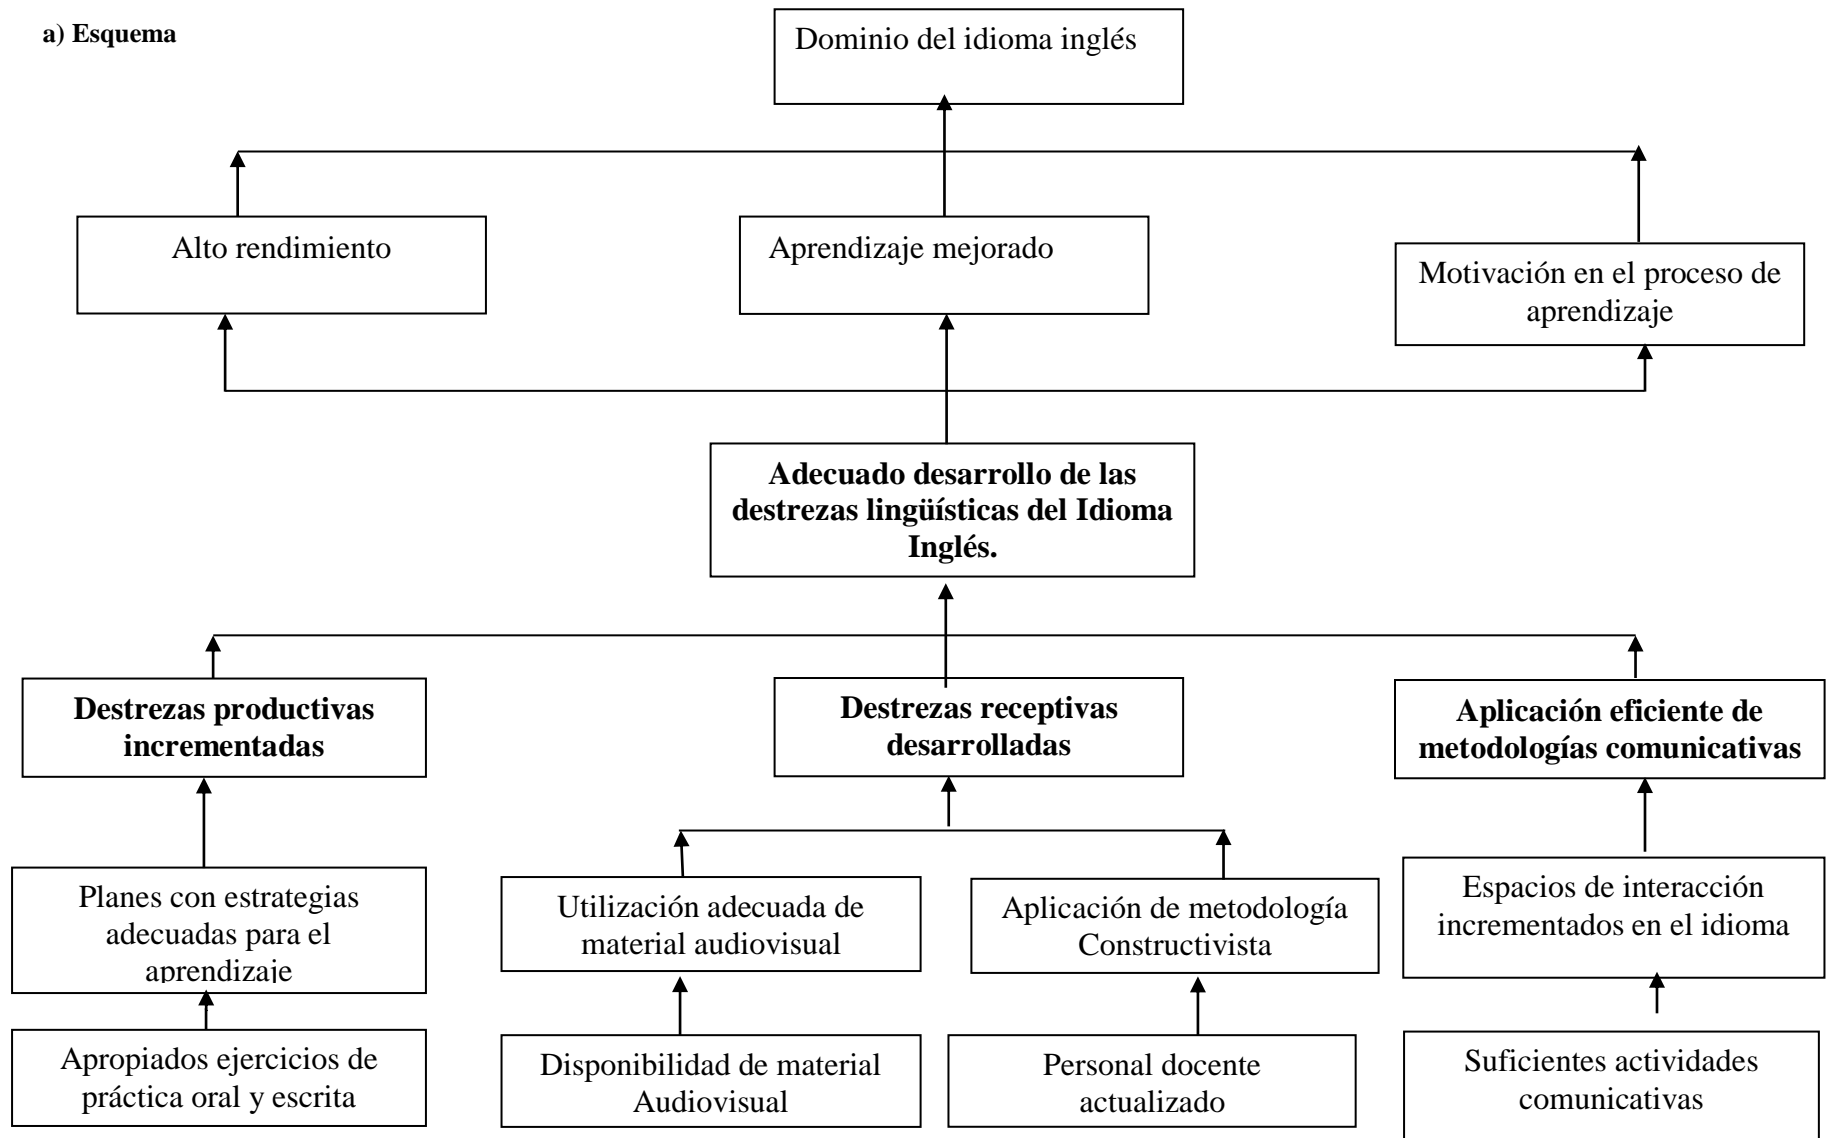 a) Esquema
Dominio del idioma inglés
Alto rendimiento
Aprendizaje mejorado
Motivación en el proceso de
aprendizaje
Adecuado desarrollo de las
destrezas lingüísticas del Idioma
Inglés.
Destrezas productivas
incrementadas
Destrezas receptivas
desarrolladas
Aplicación eficiente de
metodologías comunicativas
Planes con estrategias
adecuadas para el
aprendizaje
Utilización adecuada de
material audiovisual
Aplicación de metodología
Constructivista
Espacios de interacción
incrementados en el idioma
Apropiados ejercicios de
práctica oral y escrita
Disponibilidad de material
Audiovisual
Personal docente
actualizado
Suficientes actividades
comunicativas